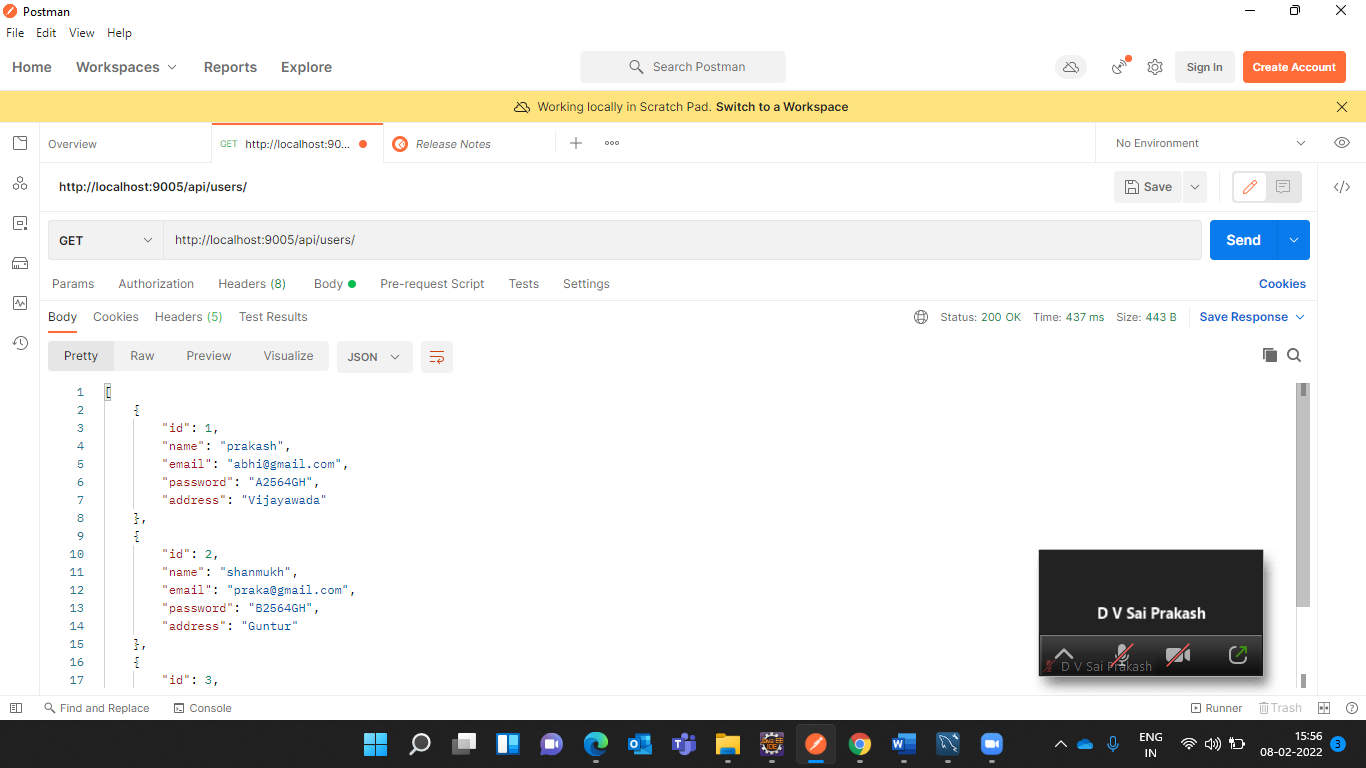 Postman
File Edit View Help
Home Workspaces Reports Explore Search Postman Sign In Create Account
Working locally in Scratch Pad. Switch to a Workspace
Overview GET http://localhost:90... Release Notes No Environment
http://localhost:9005/api/users/ Save
GET http://localhost:9005/api/users/ Send
Params Authorization Headers (8) Body Pre-request Script Tests Settings Cookies
Body Cookies Headers (5) Test Results Status: 200 OK Time: 437 ms Size: 443 B Save Response
Pretty Raw Preview Visualize JSON
1 [
2 {
3 "id": 1,
4 "name": "prakash",
5 "email": "abhi@gmail.com",
6 "password": "A2564GH",
7 "address": "Vijayawada"
8 },
9 {
10 "id": 2,
11 "name": "shanmukh",
12 "email": "praka@gmail.com",
13 "password": "B2564GH",
14 "address": "Guntur"
15 },
16 {
17 "id": 3,
D V Sai Prakash
D V Sai Prakash
Find and Replace Console Runner Trash
ENG 15:56
IN 08-02-2022 3